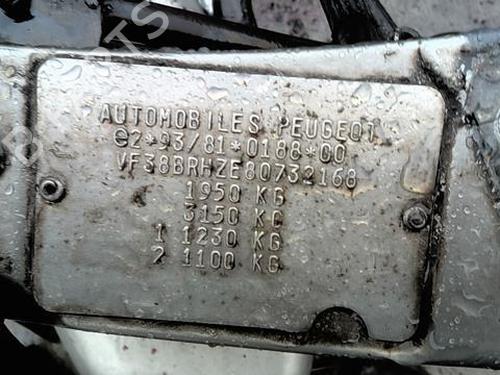 AUTOMOBILES PEUGEOT
e2*93/81*0188*00
VF38BRHZE80732168
1950 KG
3150 KG
1 1230 KG
2 1100 KG